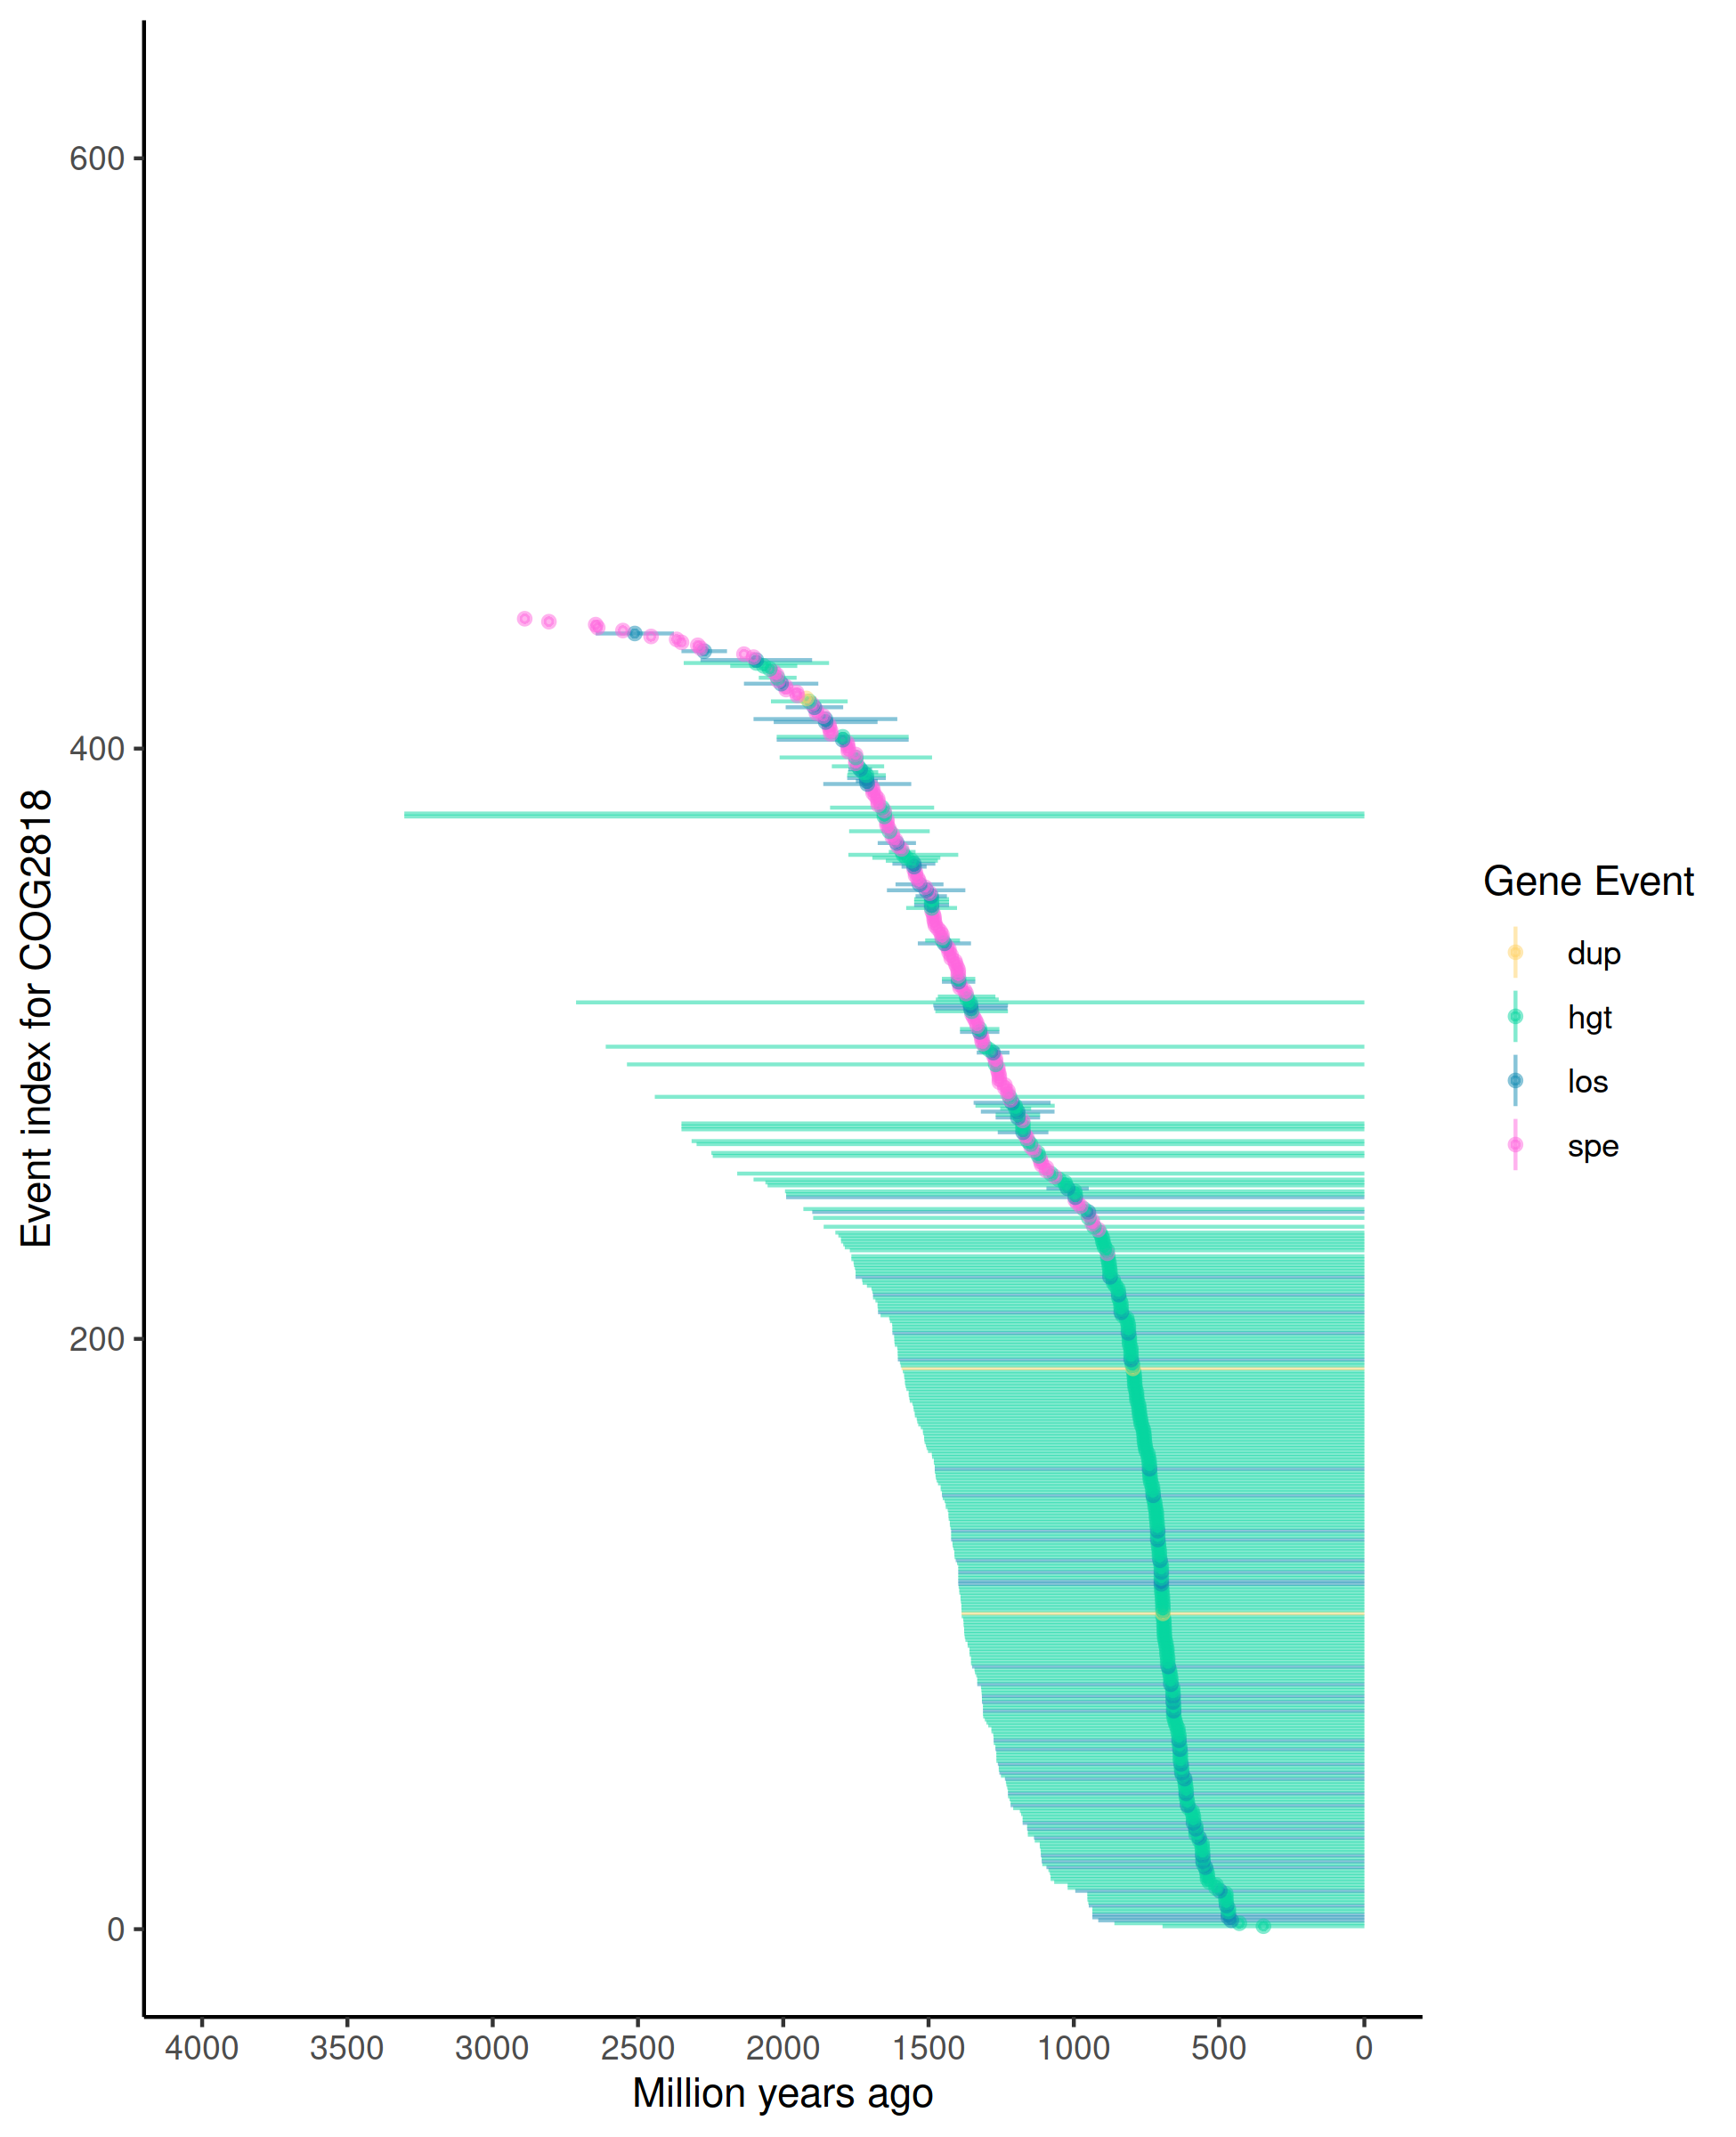 600
400
200
0
Event index for COG2818
4000 3500 3000 2500 2000 1500 1000 500 0
Million years ago
Gene Event
dup
hgt
los
spe